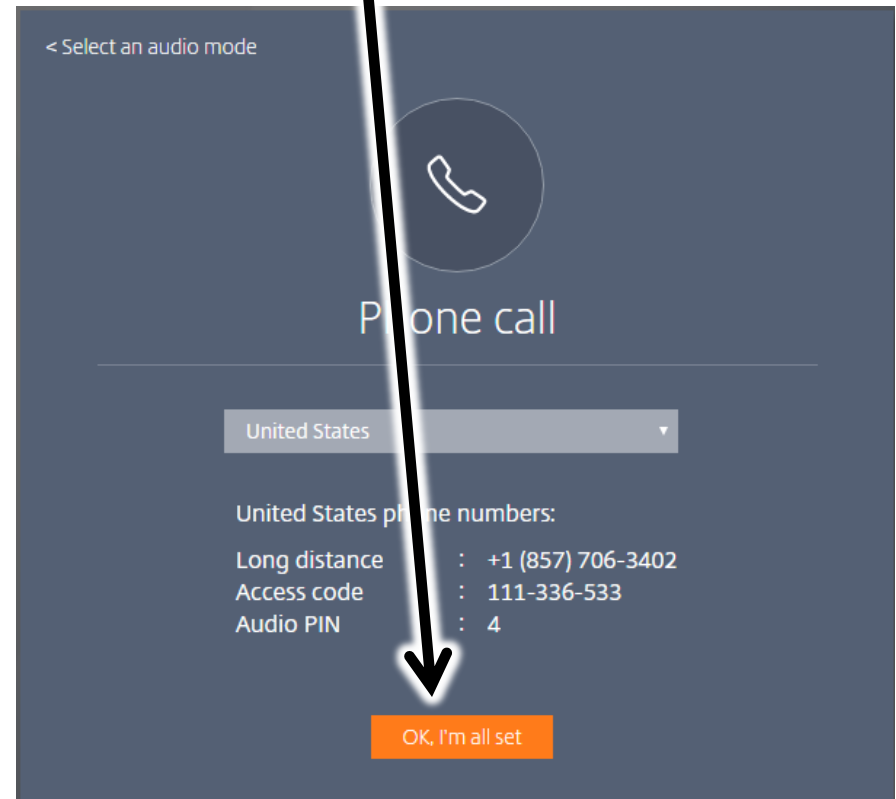 < Select an audio mode
Phone call
United States
United States phone numbers:
Long distance : +1 (857) 706-3402
Access code : 111-336-533
Audio PIN : 4
OK, I'm all set